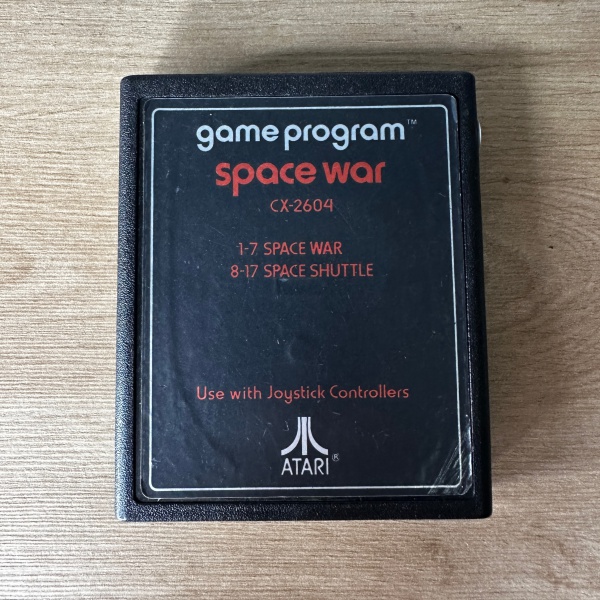 game program™
space war
CX-2604
1-7 SPACE WAR
8-17 SPACE SHUTTLE
Use with Joystick Controllers
ATARI®